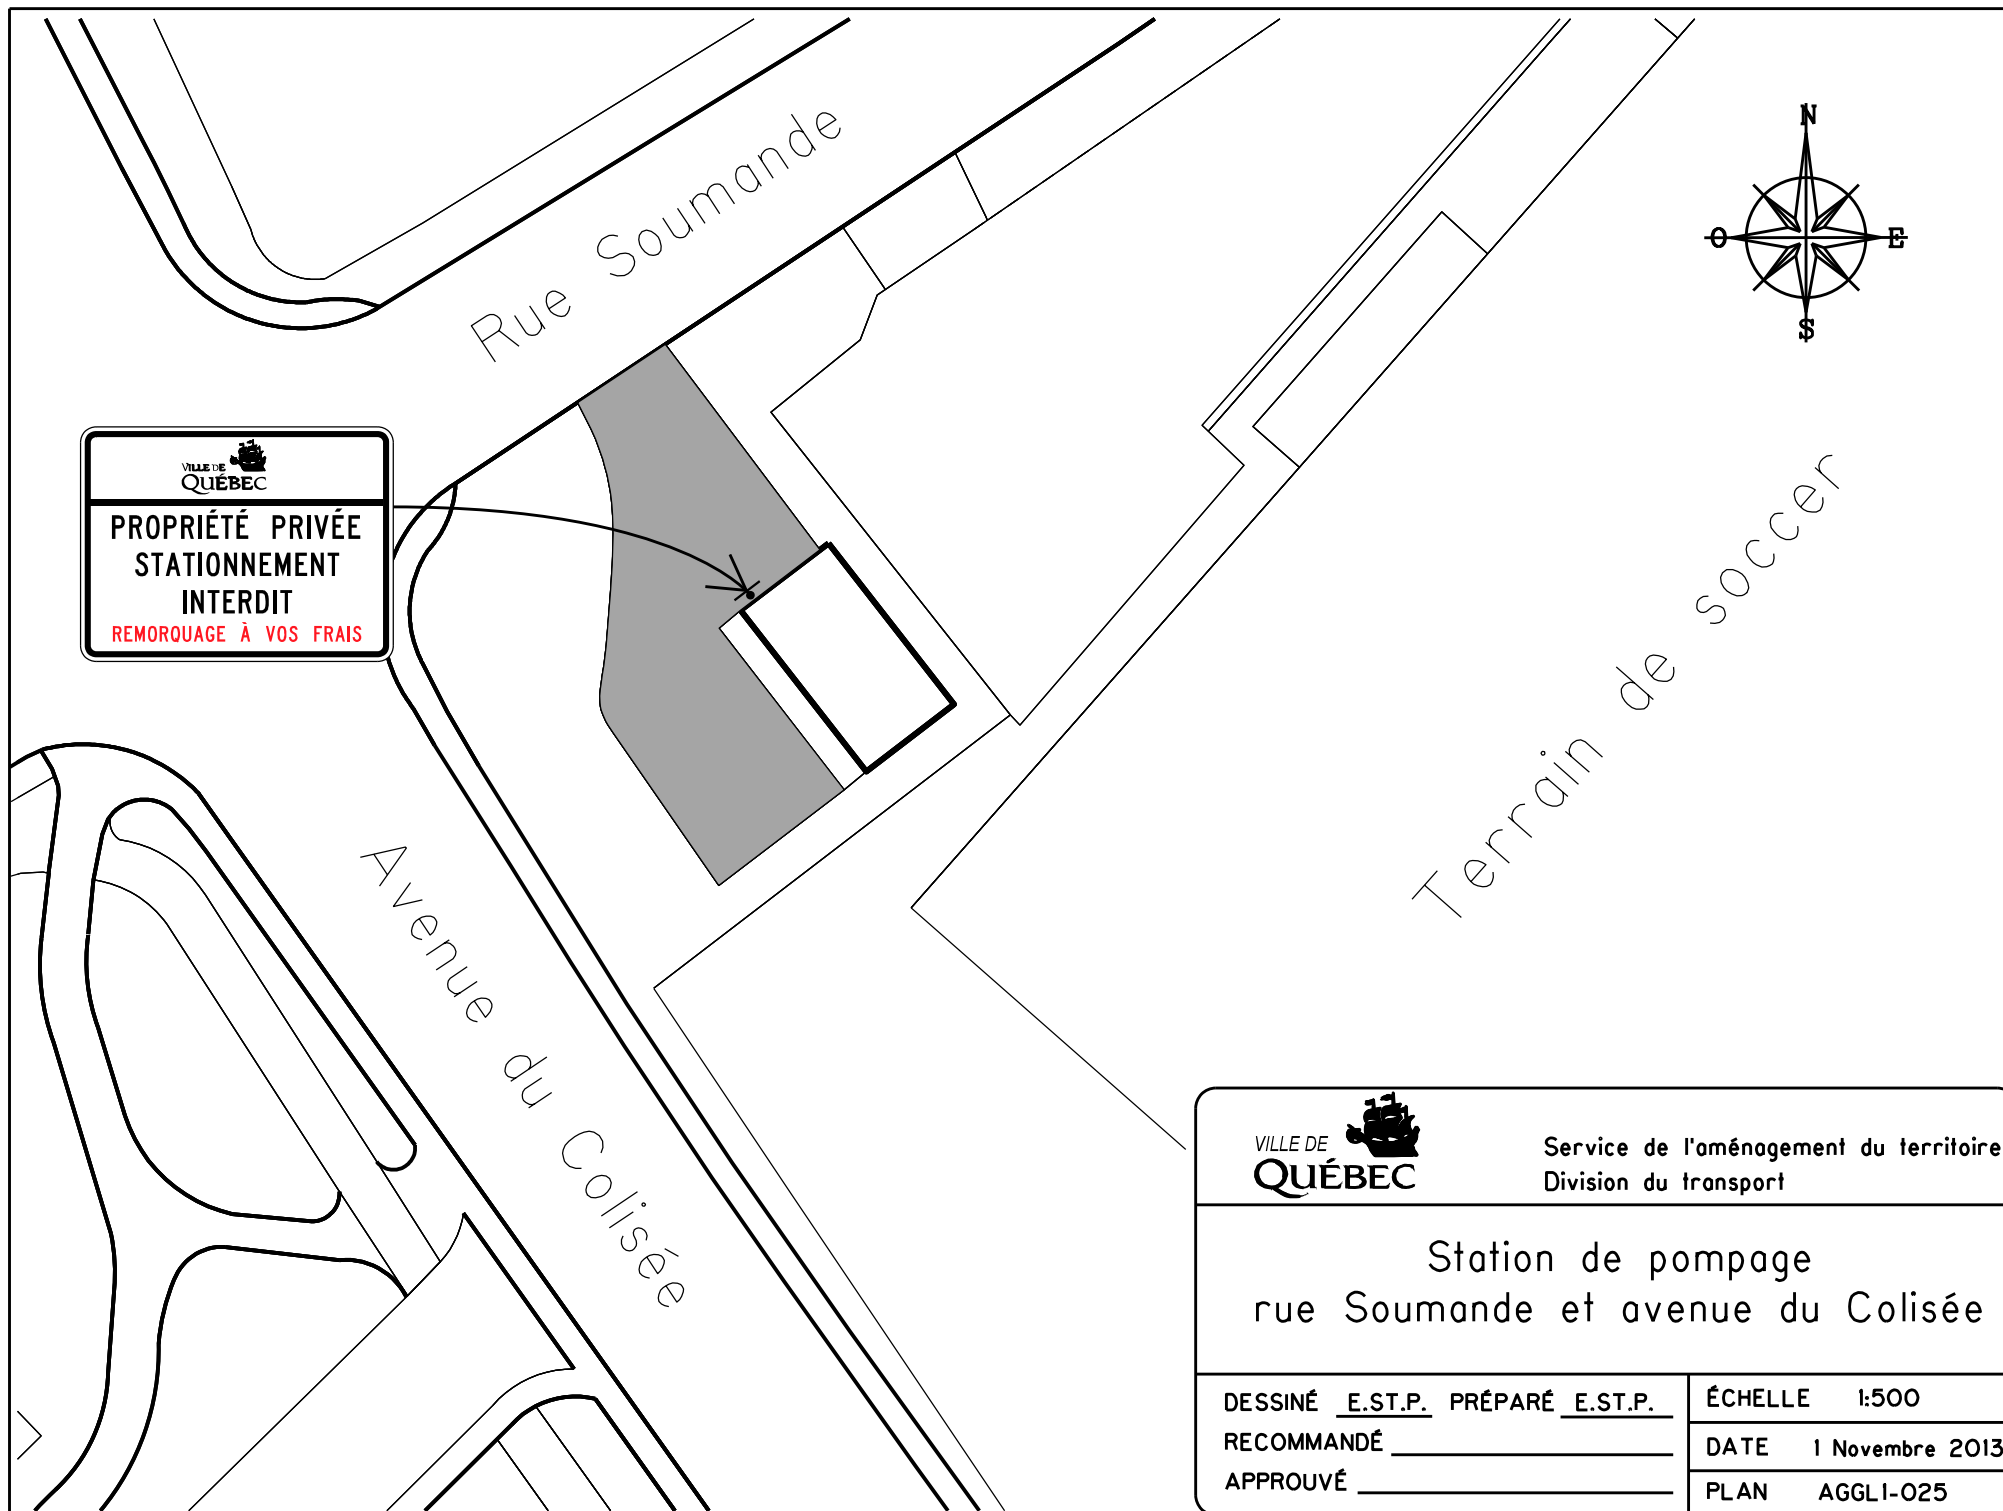 Rue Soumande
N
O
E
S
VILLE DE
QUÉBEC
PROPRIÉTÉ PRIVÉE
STATIONNEMENT
INTERDIT
REMORQUAGE À VOS FRAIS
Terrain de soccer
Avenue du Colisée
VILLE DE
QUÉBEC
Service de l'aménagement du territoire
Division du transport
Station de pompage
rue Soumande et avenue du Colisée
DESSINÉ E.ST.P. PRÉPARÉ E.ST.P.
RECOMMANDÉ
APPROUVÉ
ÉCHELLE 1:500
DATE 1 Novembre 2013
PLAN AGGL1-025